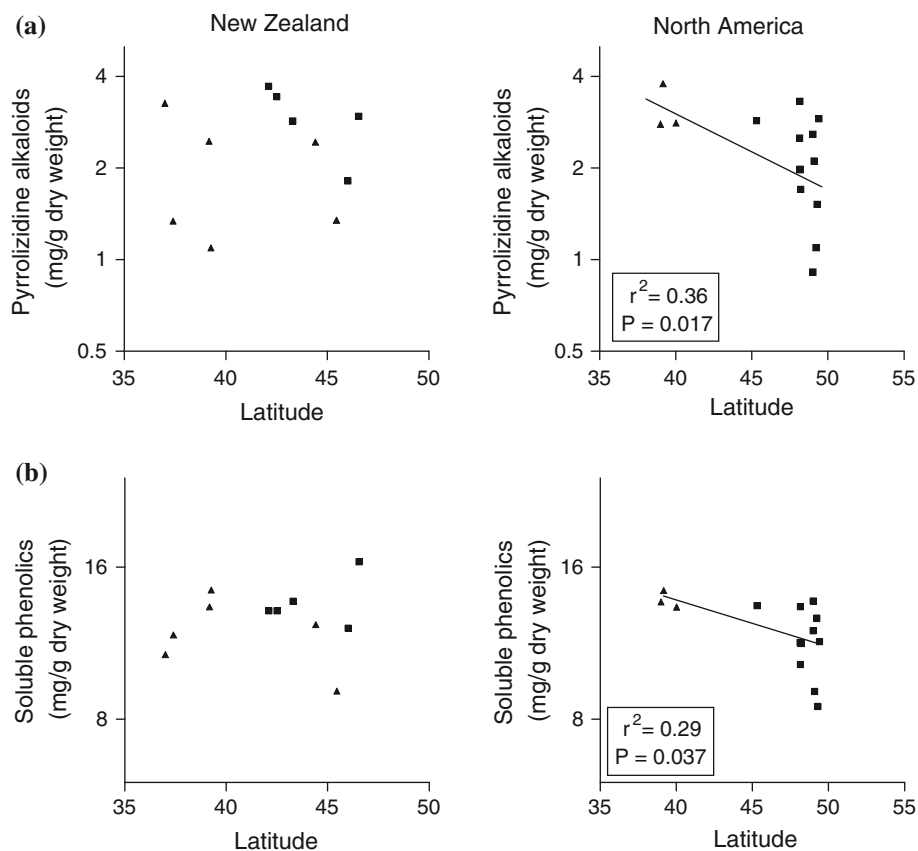 (a)
New Zealand
North America
Pyrrolizidine alkaloids
(mg/g dry weight)
4
2
1
0.5
35 40 45 50
Latitude
Pyrrolizidine alkaloids
(mg/g dry weight)
4
2
1
0.5
r² = 0.36
P = 0.017
35 40 45 50 55
Latitude
(b)
Soluble phenolics
(mg/g dry weight)
16
8
35 40 45 50
Latitude
Soluble phenolics
(mg/g dry weight)
16
8
r² = 0.29
P = 0.037
35 40 45 50 55
Latitude